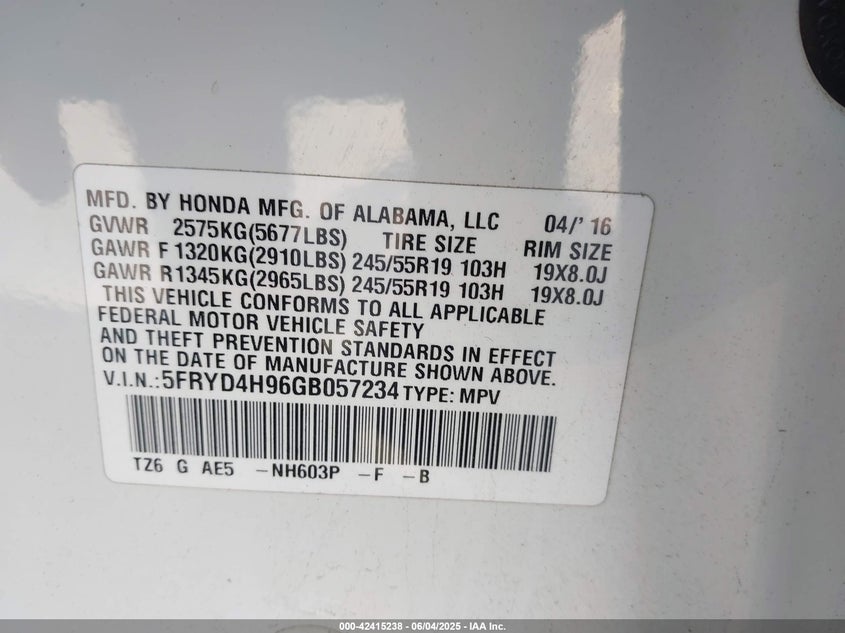 MFD. BY HONDA MFG. OF ALABAMA, LLC 04/' 16
GVWR 2575KG(5677LBS) TIRE SIZE RIM SIZE
GAWR F 1320KG(2910LBS) 245/55R19 103H 19X8.0J
GAWR R1345KG(2965LBS) 245/55R19 103H 19X8.0J
THIS VEHICLE CONFORMS TO ALL APPLICABLE
FEDERAL MOTOR VEHICLE SAFETY
AND THEFT PREVENTION STANDARDS IN EFFECT
ON THE DATE OF MANUFACTURE SHOWN ABOVE.
V.I.N.:5FRYD4H96GB057234 TYPE: MPV
TZ6 G AE5 -NH603P -F -B
000-42415238 - 06/04/2025 - IAA Inc.